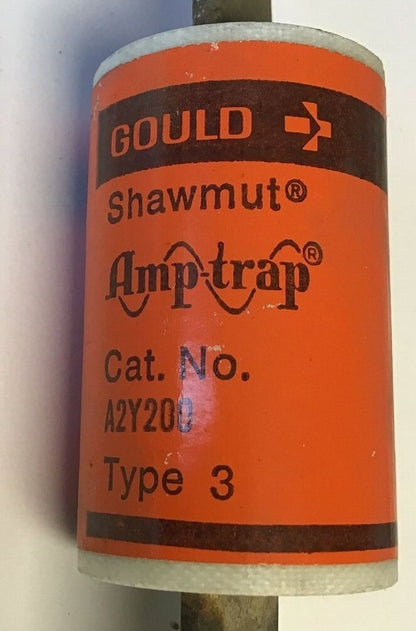 GOULD
Shawmut®
Amp-trap®
Cat. No.
A2Y200
Type 3